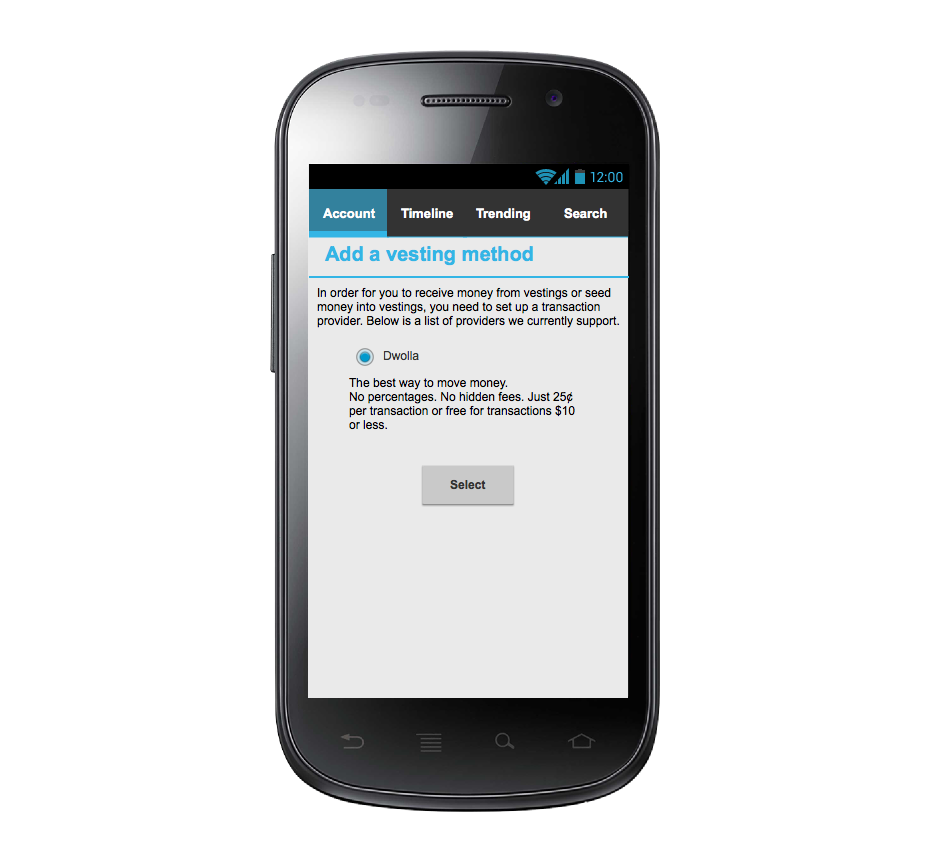 12:00
Account Timeline Trending Search
Add a vesting method
In order for you to receive money from vestings or seed
money into vestings, you need to set up a transaction
provider. Below is a list of providers we currently support.
Dwolla
The best way to move money.
No percentages. No hidden fees. Just 25¢
per transaction or free for transactions $10
or less.
Select